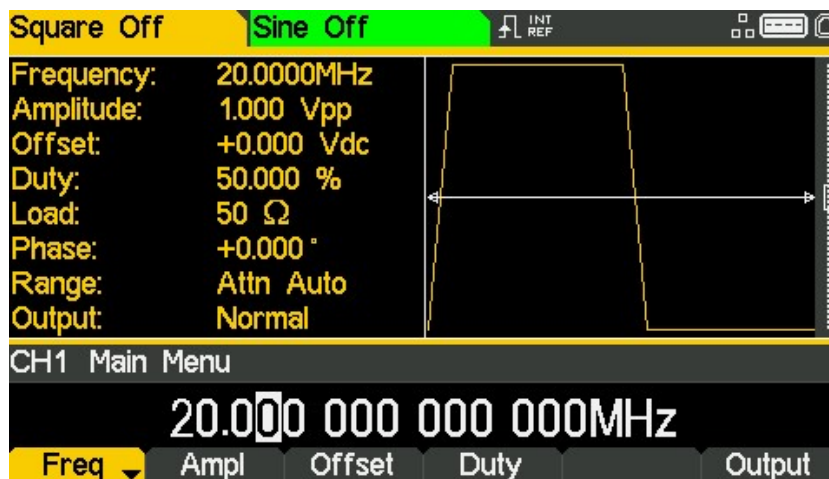 Square Off Sine Off INT REF
Frequency: 20.0000MHz
Amplitude: 1.000 Vpp
Offset: +0.000 Vdc
Duty: 50.000 %
Load: 50 Ω
Phase: +0.000 °
Range: Attn Auto
Output: Normal
CH1 Main Menu
20.000 000 000 000MHz
Freq Ampl Offset Duty Output